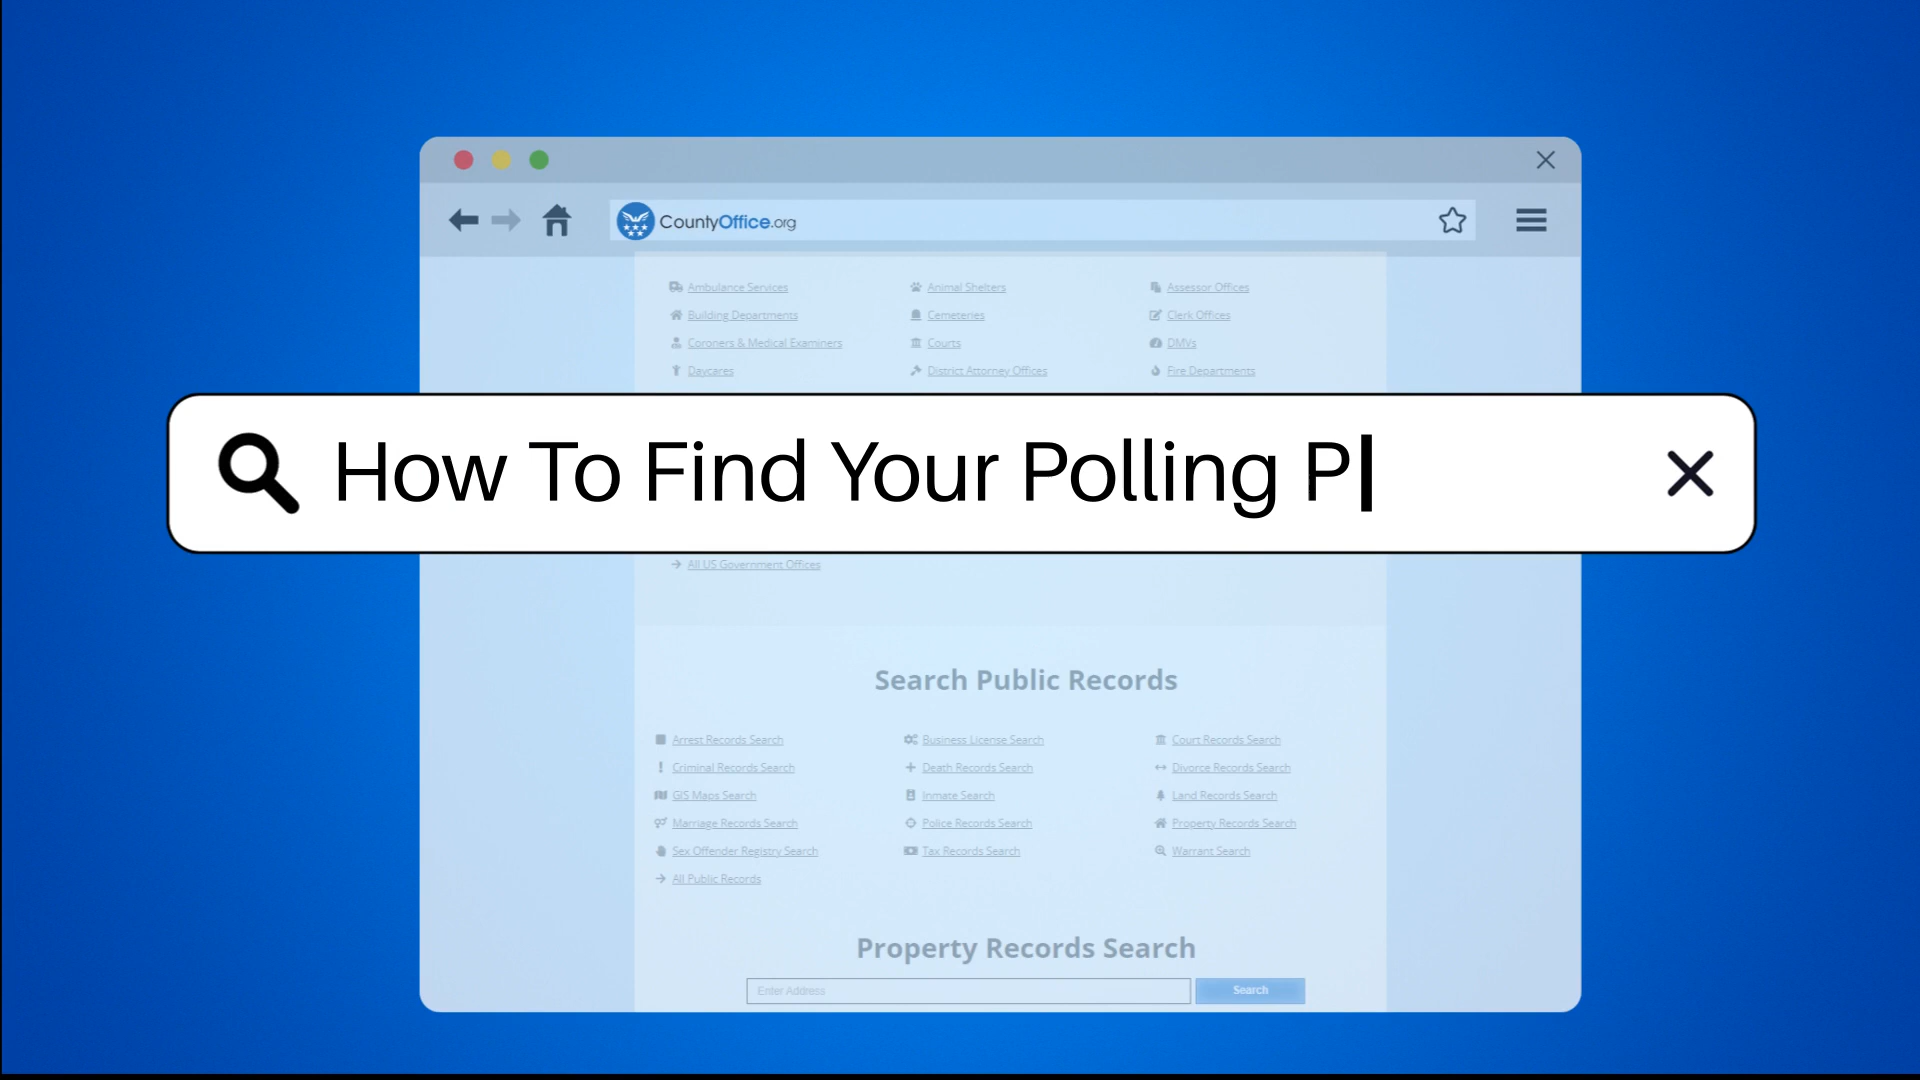 CountyOffice.org
Ambulance Services Animal Shelters Assessor Offices
Building Departments Cemeteries Clerk Offices
Coroners & Medical Examiners Courts DMVs
Daycares District Attorney Offices Fire Departments
How To Find Your Polling P
All US Government Offices
Search Public Records
Arrest Records Search Business License Search Court Records Search
Criminal Records Search Death Records Search Divorce Records Search
GIS Maps Search Inmate Search Land Records Search
Marriage Records Search Police Records Search Property Records Search
Sex Offender Registry Search Tax Records Search Warrant Search
All Public Records
Property Records Search
Enter Address Search